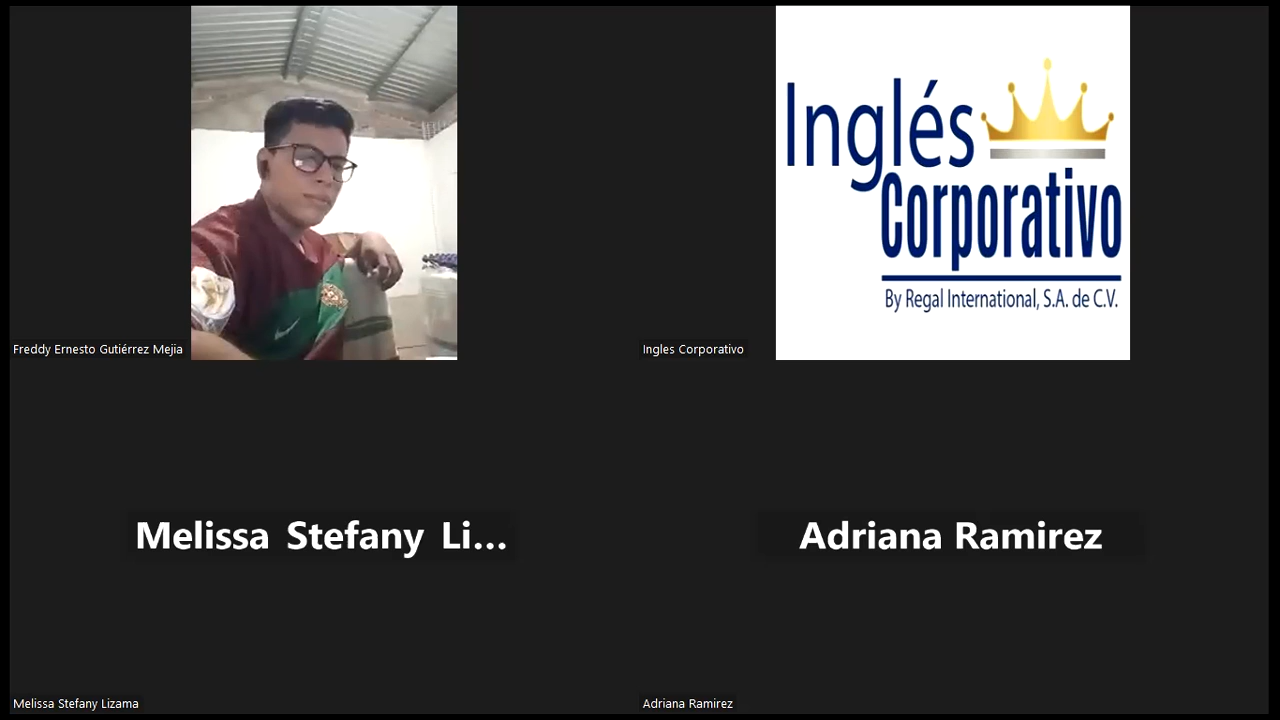 Inglés
Corporativo
By Regal International, S.A. de C.V.
Freddy Ernesto Gutiérrez Mejia
Ingles Corporativo
Melissa Stefany Li...
Adriana Ramirez
Melissa Stefany Lizama
Adriana Ramirez